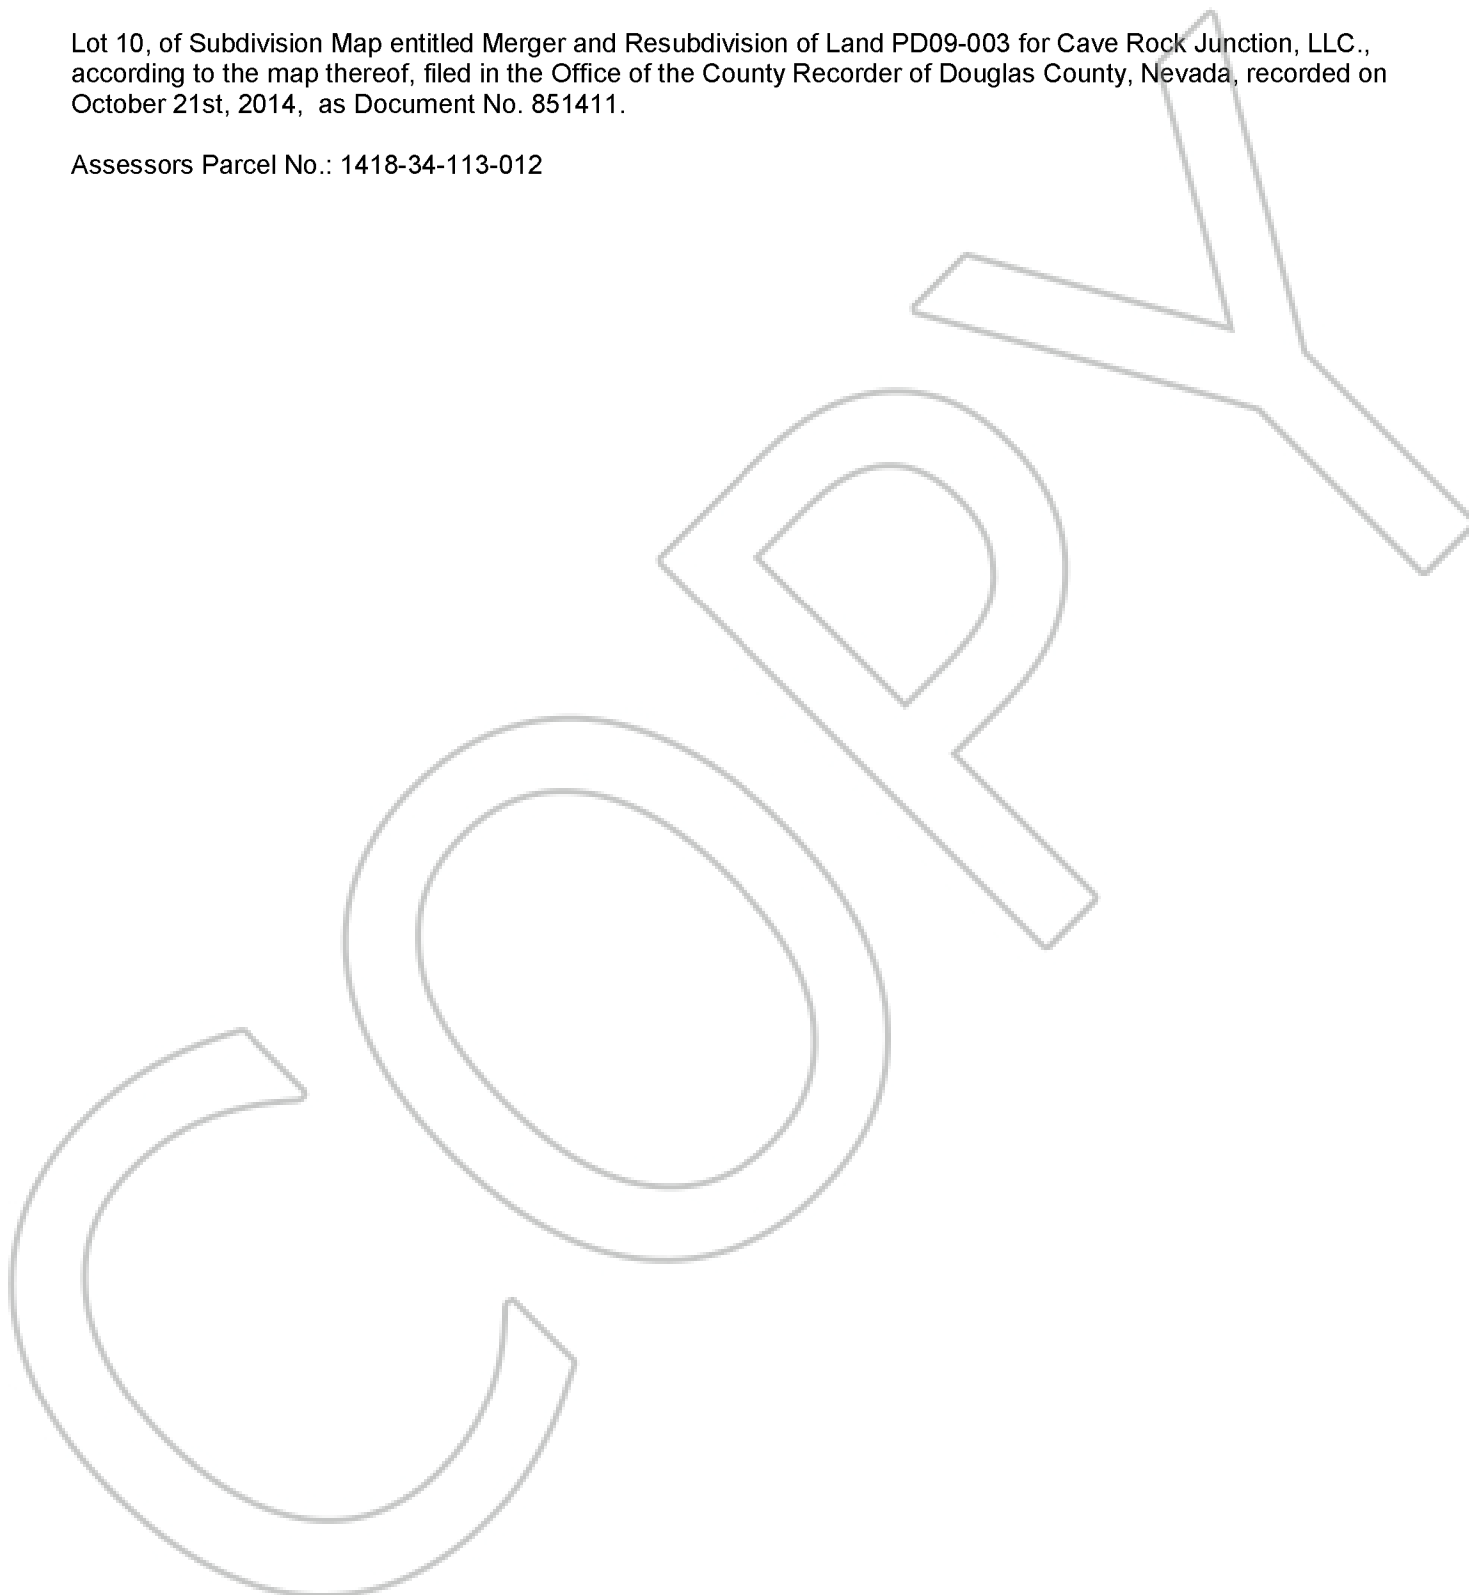 Lot 10, of Subdivision Map entitled Merger and Resubdivision of Land PD09-003 for Cave Rock Junction, LLC.,
according to the map thereof, filed in the Office of the County Recorder of Douglas County, Nevada, recorded on
October 21st, 2014,  as Document No. 851411.
Assessors Parcel No.: 1418-34-113-012
COPY